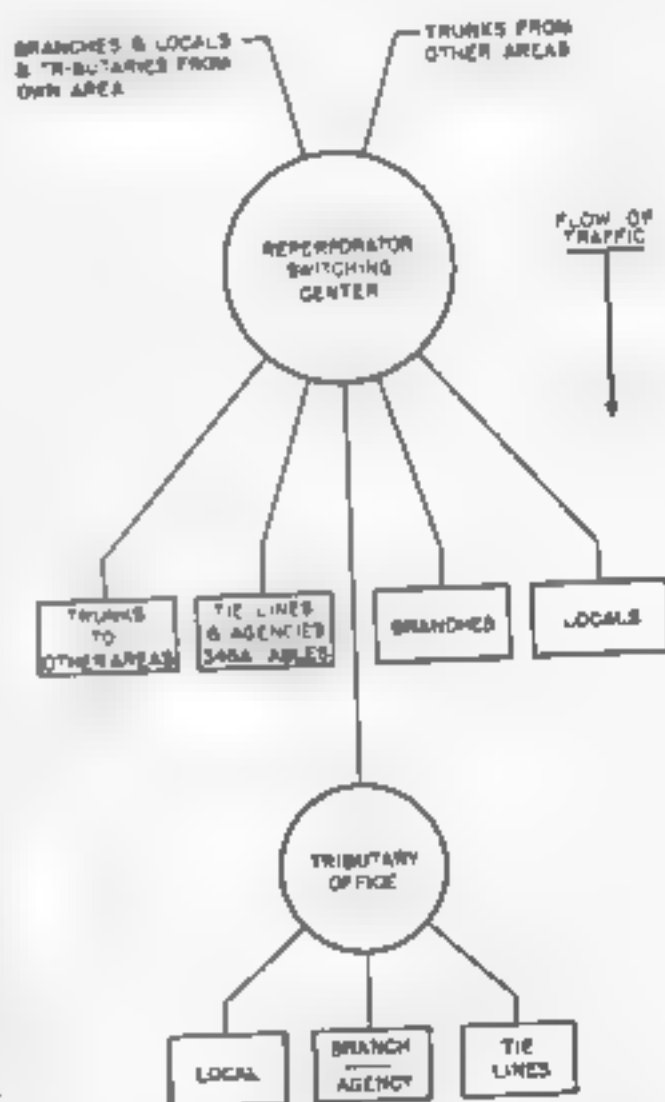 BRANCHES & LOCALS
& TRIBUTARIES FROM
OWN AREA
TRUNKS FROM
OTHER AREAS
REPERFORATOR
SWITCHING
CENTER
FLOW OF
TRAFFIC
TRUNKS
TO
OTHER AREAS
TIE LINES
& AGENCIES
BRANCHES
LOCALS
TRIBUTARY
OFFICE
LOCAL
BRANCH
AGENCY
TIE
LINES